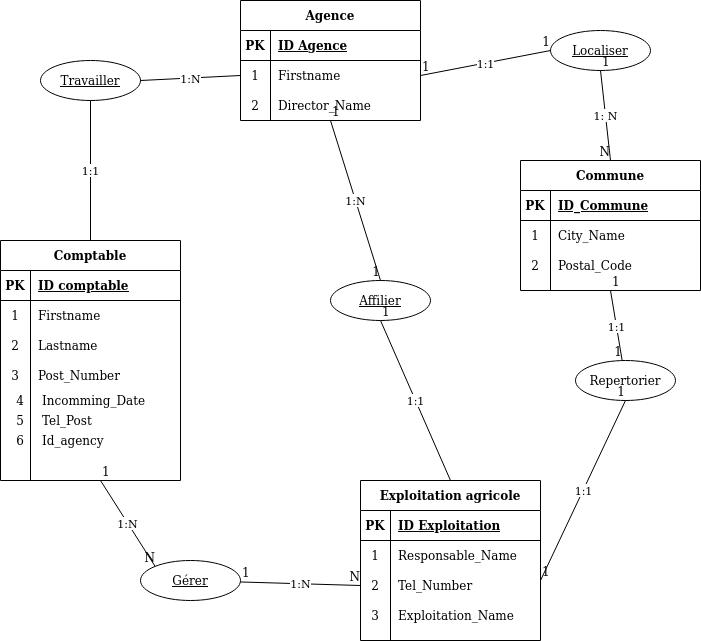 Agence
PK ID Agence
1 Firstname
2 Director_Name
1
Travailler
1:N
1:1
1
1:1
1
Localiser
1
1: N
N
Commune
PK ID_Commune
1 City_Name
2 Postal_Code
1
1:1
1
Repertorier
1
1:1
1
1:N
1
Affilier
1
1:1
Comptable
PK ID comptable
1 Firstname
2 Lastname
3 Post_Number
4 Incomming_Date
5 Tel_Post
6 Id_agency
1
1:N
N
Gérer
1
1:N
N
Exploitation agricole
PK ID Exploitation
1 Responsable_Name
2 Tel_Number
3 Exploitation_Name